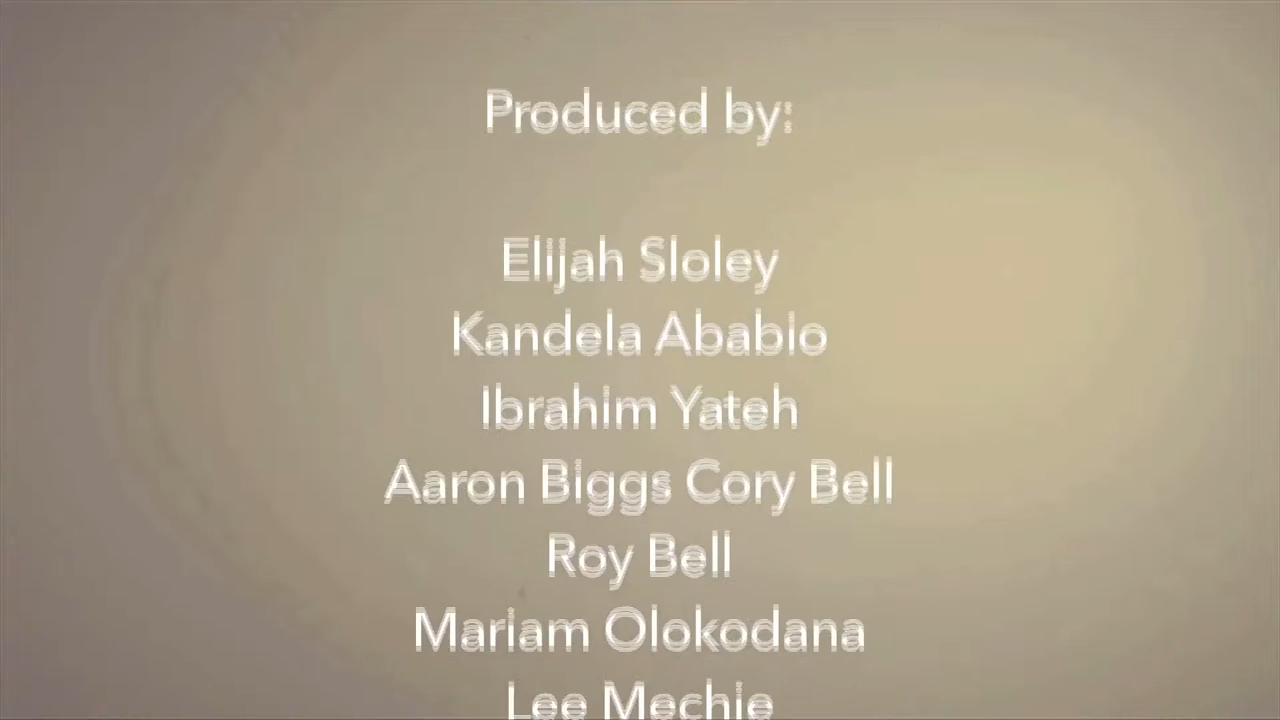 Produced by:
Elijah Sloley
Kandela Ababio
Ibrahim Yateh
Aaron Biggs Cory Bell
Roy Bell
Mariam Olokodana
Lee Mechie